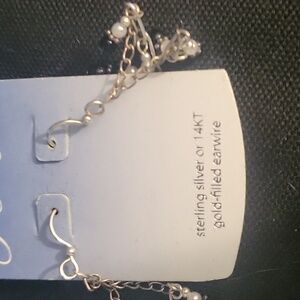 sterling silver or 14KT
gold-filled earwire